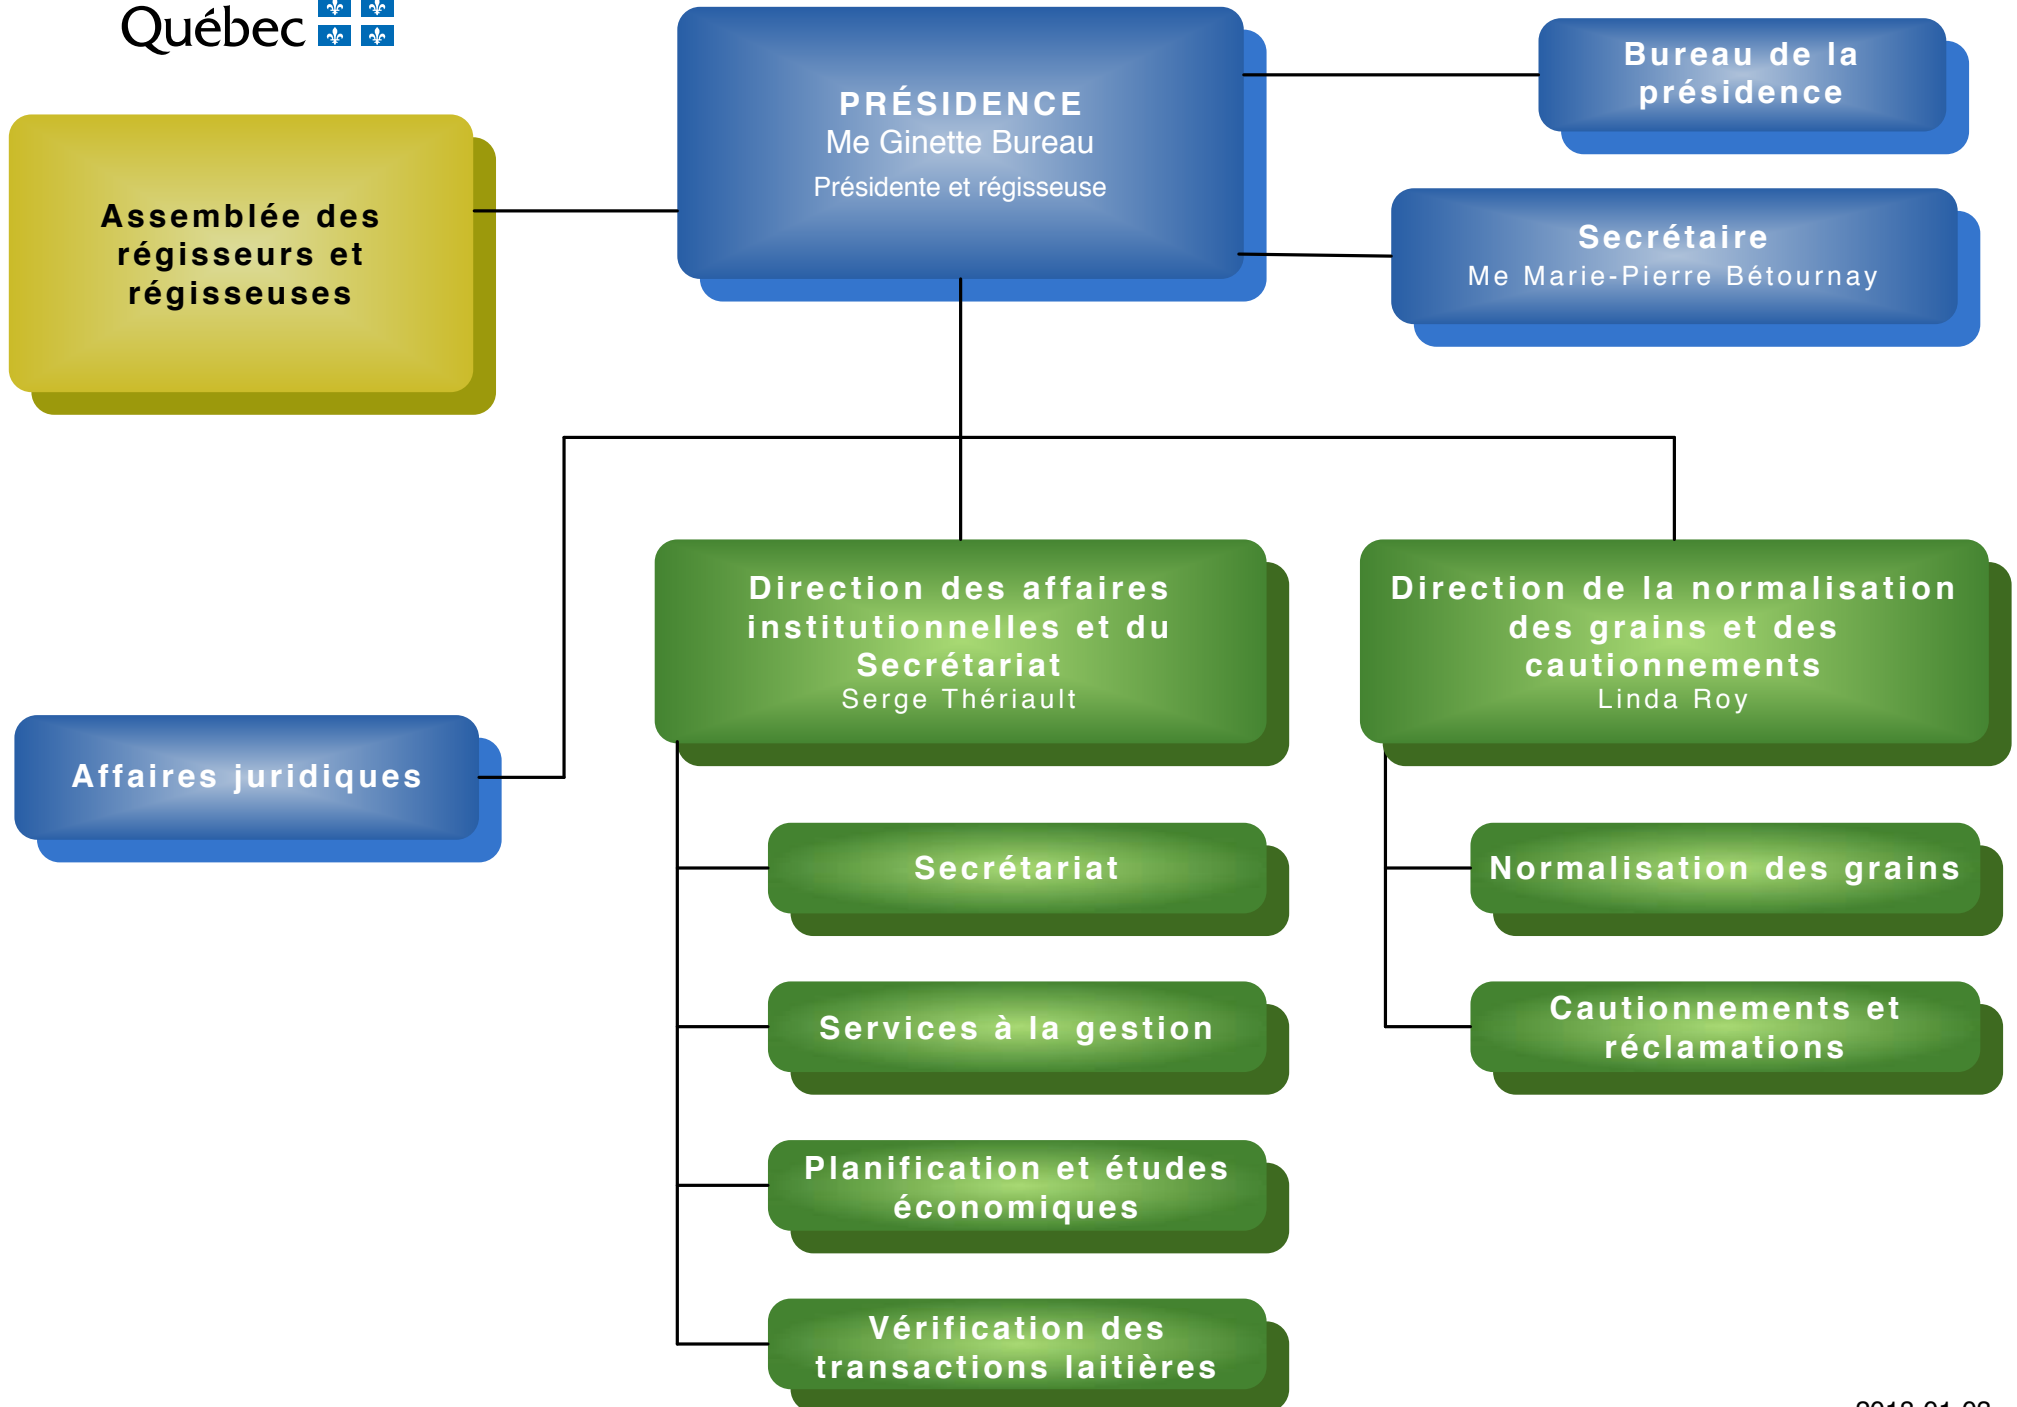 Québec
PRÉSIDENCE
Me Ginette Bureau
Présidente et régisseuse
Bureau de la
présidence
Assemblée des
régisseurs et
régisseuses
Secrétaire
Me Marie-Pierre Bétournay
Direction des affaires
institutionnelles et du
Secrétariat
Serge Thériault
Direction de la normalisation
des grains et des
cautionnements
Linda Roy
Affaires juridiques
Secrétariat
Normalisation des grains
Services à la gestion
Cautionnements et
réclamations
Planification et études
économiques
Vérification des
transactions laitières